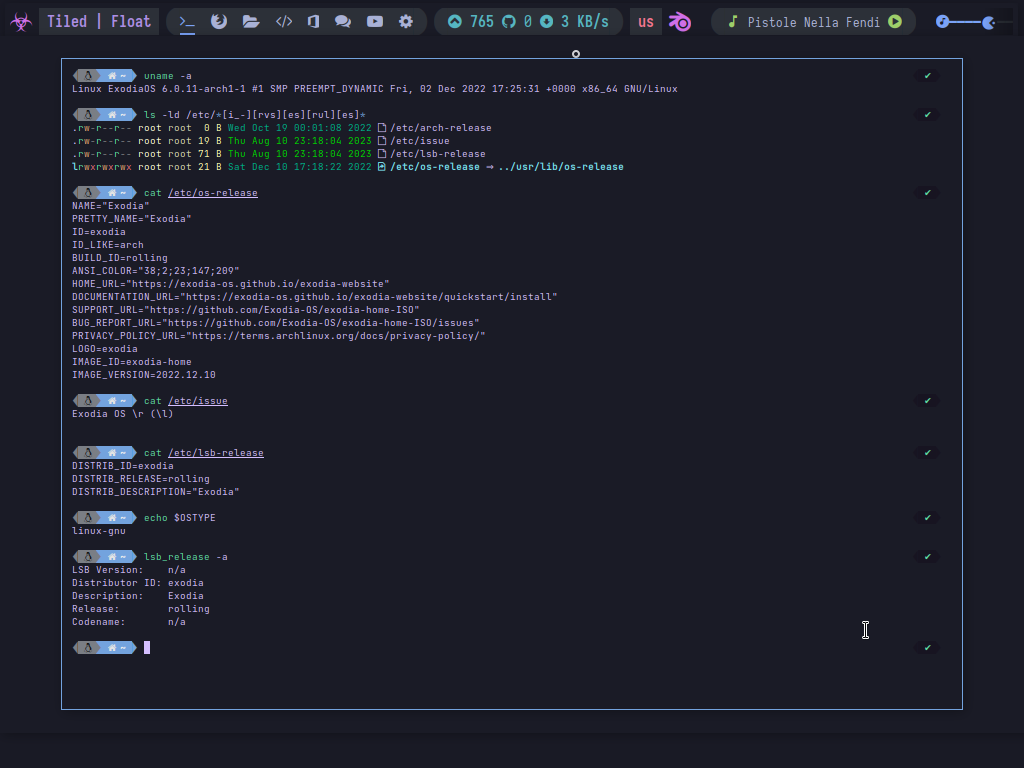 Tiled | Float
765 0 3 KB/s
us
Pistole Nella Fendi
~ uname -a
Linux ExodiaOS 6.0.11-arch1-1 #1 SMP PREEMPT_DYNAMIC Fri, 02 Dec 2022 17:25:31 +0000 x86_64 GNU/Linux
~ ls -ld /etc/*[i_-][rvs][es][rul][es]*
.rw-r--r-- root root 0 B Wed Oct 19 00:01:08 2022 /etc/arch-release
.rw-r--r-- root root 19 B Thu Aug 10 23:18:04 2023 /etc/issue
.rw-r--r-- root root 71 B Thu Aug 10 23:18:04 2023 /etc/lsb-release
lrwxrwxrwx root root 21 B Sat Dec 10 17:18:22 2022 /etc/os-release ⇒ ../usr/lib/os-release
~ cat /etc/os-release
NAME="Exodia"
PRETTY_NAME="Exodia"
ID=exodia
ID_LIKE=arch
BUILD_ID=rolling
ANSI_COLOR="38;2;23;147;209"
HOME_URL="https://exodia-os.github.io/exodia-website"
DOCUMENTATION_URL="https://exodia-os.github.io/exodia-website/quickstart/install"
SUPPORT_URL="https://github.com/Exodia-OS/exodia-home-ISO"
BUG_REPORT_URL="https://github.com/Exodia-OS/exodia-home-ISO/issues"
PRIVACY_POLICY_URL="https://terms.archlinux.org/docs/privacy-policy/"
LOGO=exodia
IMAGE_ID=exodia-home
IMAGE_VERSION=2022.12.10
~ cat /etc/issue
Exodia OS \r (\l)
~ cat /etc/lsb-release
DISTRIB_ID=exodia
DISTRIB_RELEASE=rolling
DISTRIB_DESCRIPTION="Exodia"
~ echo $OSTYPE
linux-gnu
~ lsb_release -a
LSB Version: n/a
Distributor ID: exodia
Description: Exodia
Release: rolling
Codename: n/a
~